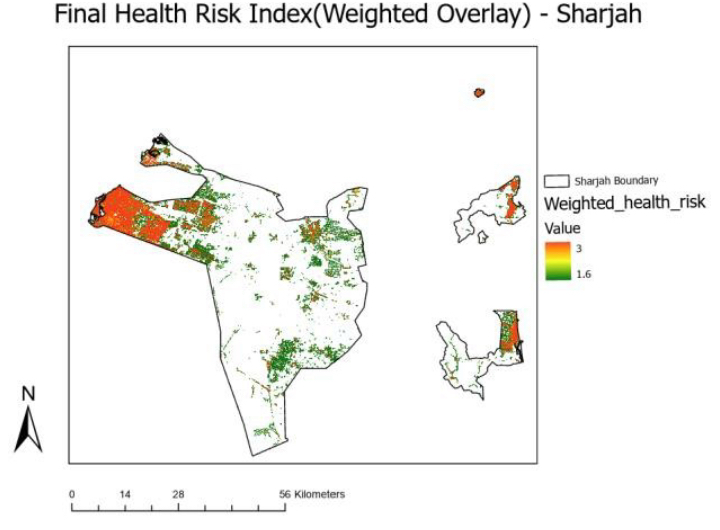 Final Health Risk Index(Weighted Overlay) - Sharjah
Sharjah Boundary
Weighted_health_risk
Value
3
1.6
N
0 14 28 56 Kilometers